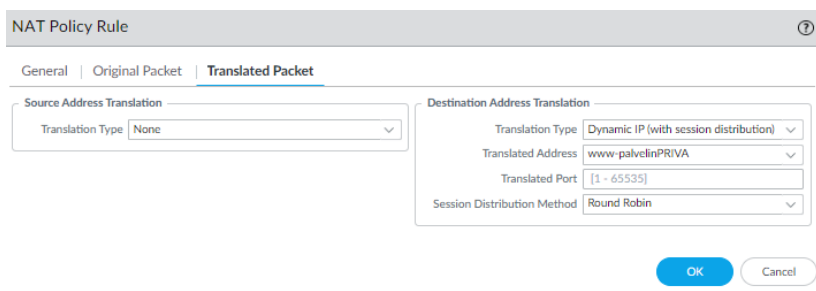 NAT Policy Rule
General | Original Packet | Translated Packet
Source Address Translation
Translation Type None
Destination Address Translation
Translation Type Dynamic IP (with session distribution)
Translated Address www-palvelinPRIVA
Translated Port [1 - 65535]
Session Distribution Method Round Robin
OK Cancel